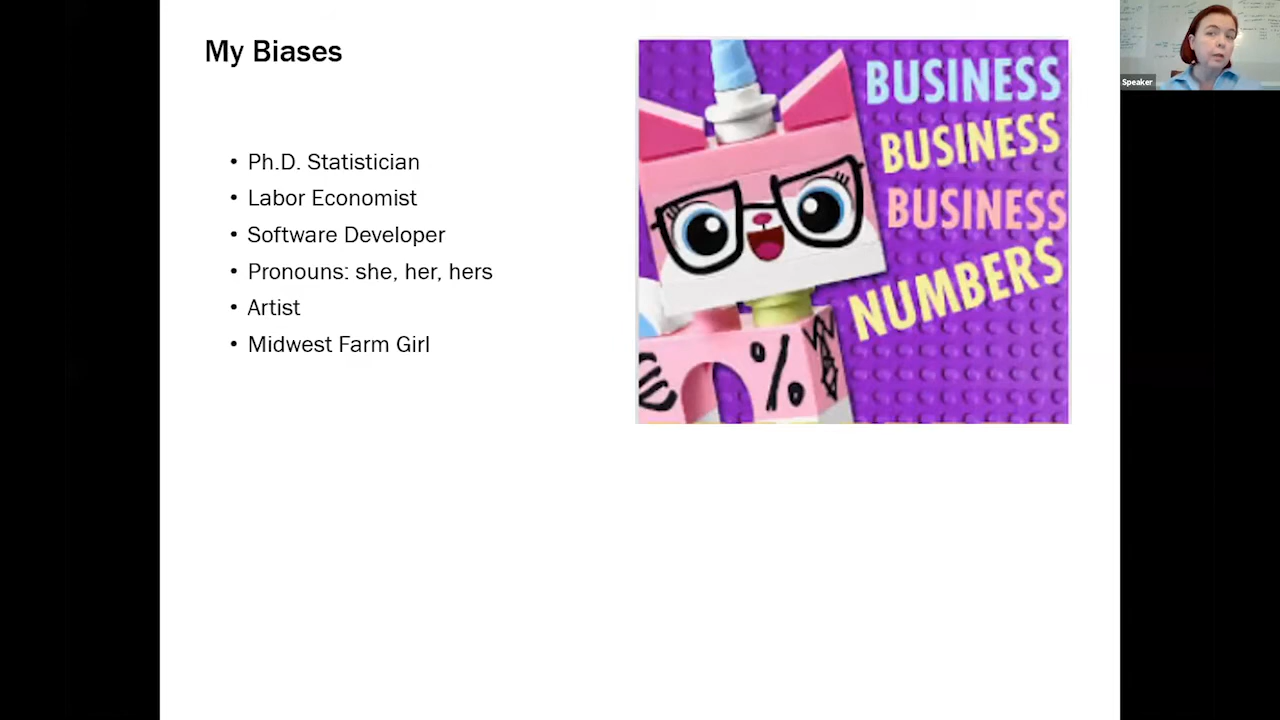 My Biases
• Ph.D. Statistician
• Labor Economist
• Software Developer
• Pronouns: she, her, hers
• Artist
• Midwest Farm Girl
BUSINESS
BUSINESS
BUSINESS
NUMBERS
%
Speaker